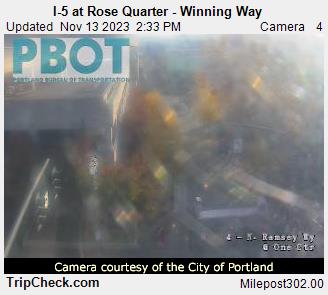 I-5 at Rose Quarter - Winning Way
Updated Nov 13 2023 2:33 PM Camera 4
PBOT
PORTLAND BUREAU OF TRANSPORTATION
4 - N. Ramsey Wy
@ One Ctr
Camera courtesy of the City of Portland
TripCheck.com Milepost302.00